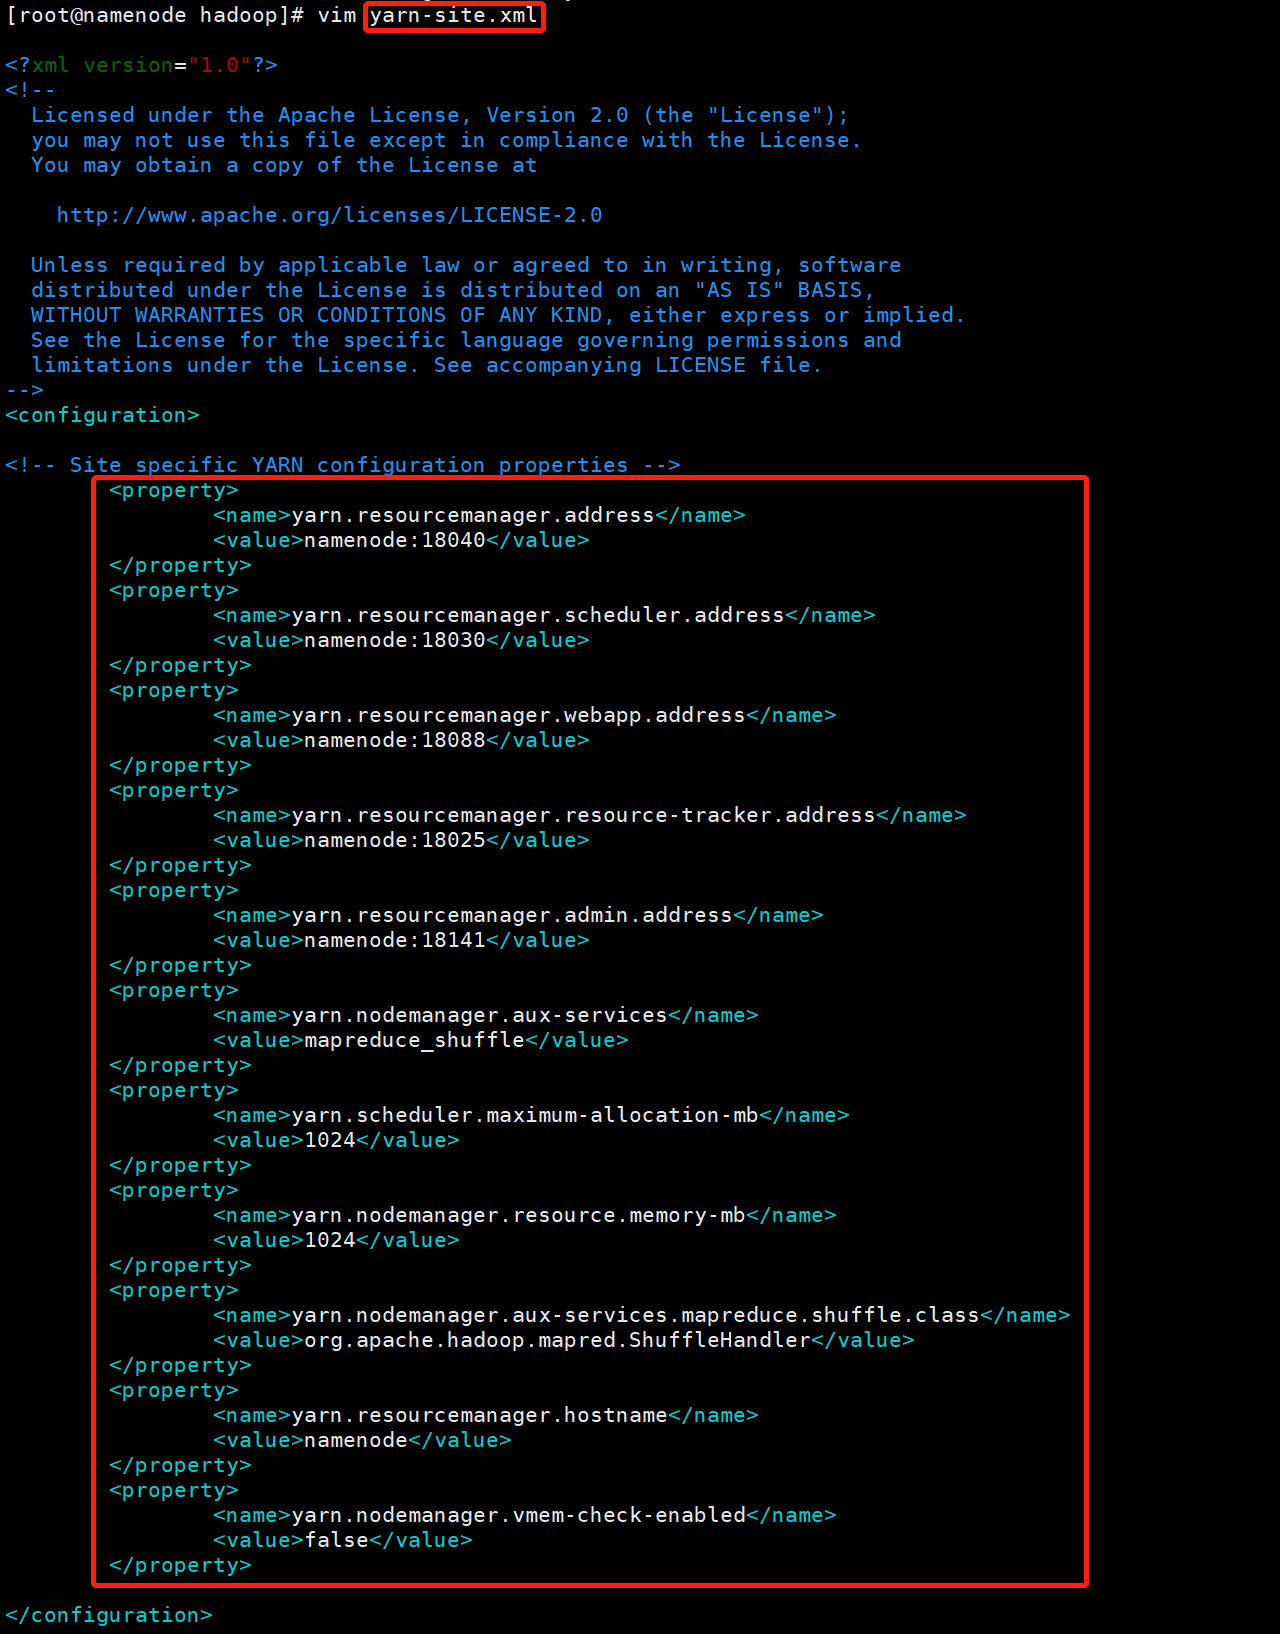 [root@namenode hadoop]# vim yarn-site.xml
<?xml version="1.0"?>
<!--
Licensed under the Apache License, Version 2.0 (the "License");
you may not use this file except in compliance with the License.
You may obtain a copy of the License at
http://www.apache.org/licenses/LICENSE-2.0
Unless required by applicable law or agreed to in writing, software
distributed under the License is distributed on an "AS IS" BASIS,
WITHOUT WARRANTIES OR CONDITIONS OF ANY KIND, either express or implied.
See the License for the specific language governing permissions and
limitations under the License. See accompanying LICENSE file.
-->
<configuration>
<!-- Site specific YARN configuration properties -->
<property>
<name>yarn.resourcemanager.address</name>
<value>namenode:18040</value>
</property>
<property>
<name>yarn.resourcemanager.scheduler.address</name>
<value>namenode:18030</value>
</property>
<property>
<name>yarn.resourcemanager.webapp.address</name>
<value>namenode:18088</value>
</property>
<property>
<name>yarn.resourcemanager.resource-tracker.address</name>
<value>namenode:18025</value>
</property>
<property>
<name>yarn.resourcemanager.admin.address</name>
<value>namenode:18141</value>
</property>
<property>
<name>yarn.nodemanager.aux-services</name>
<value>mapreduce_shuffle</value>
</property>
<property>
<name>yarn.scheduler.maximum-allocation-mb</name>
<value>1024</value>
</property>
<property>
<name>yarn.nodemanager.resource.memory-mb</name>
<value>1024</value>
</property>
<property>
<name>yarn.nodemanager.aux-services.mapreduce.shuffle.class</name>
<value>org.apache.hadoop.mapred.ShuffleHandler</value>
</property>
<property>
<name>yarn.resourcemanager.hostname</name>
<value>namenode</value>
</property>
<property>
<name>yarn.nodemanager.vmem-check-enabled</name>
<value>false</value>
</property>
</configuration>